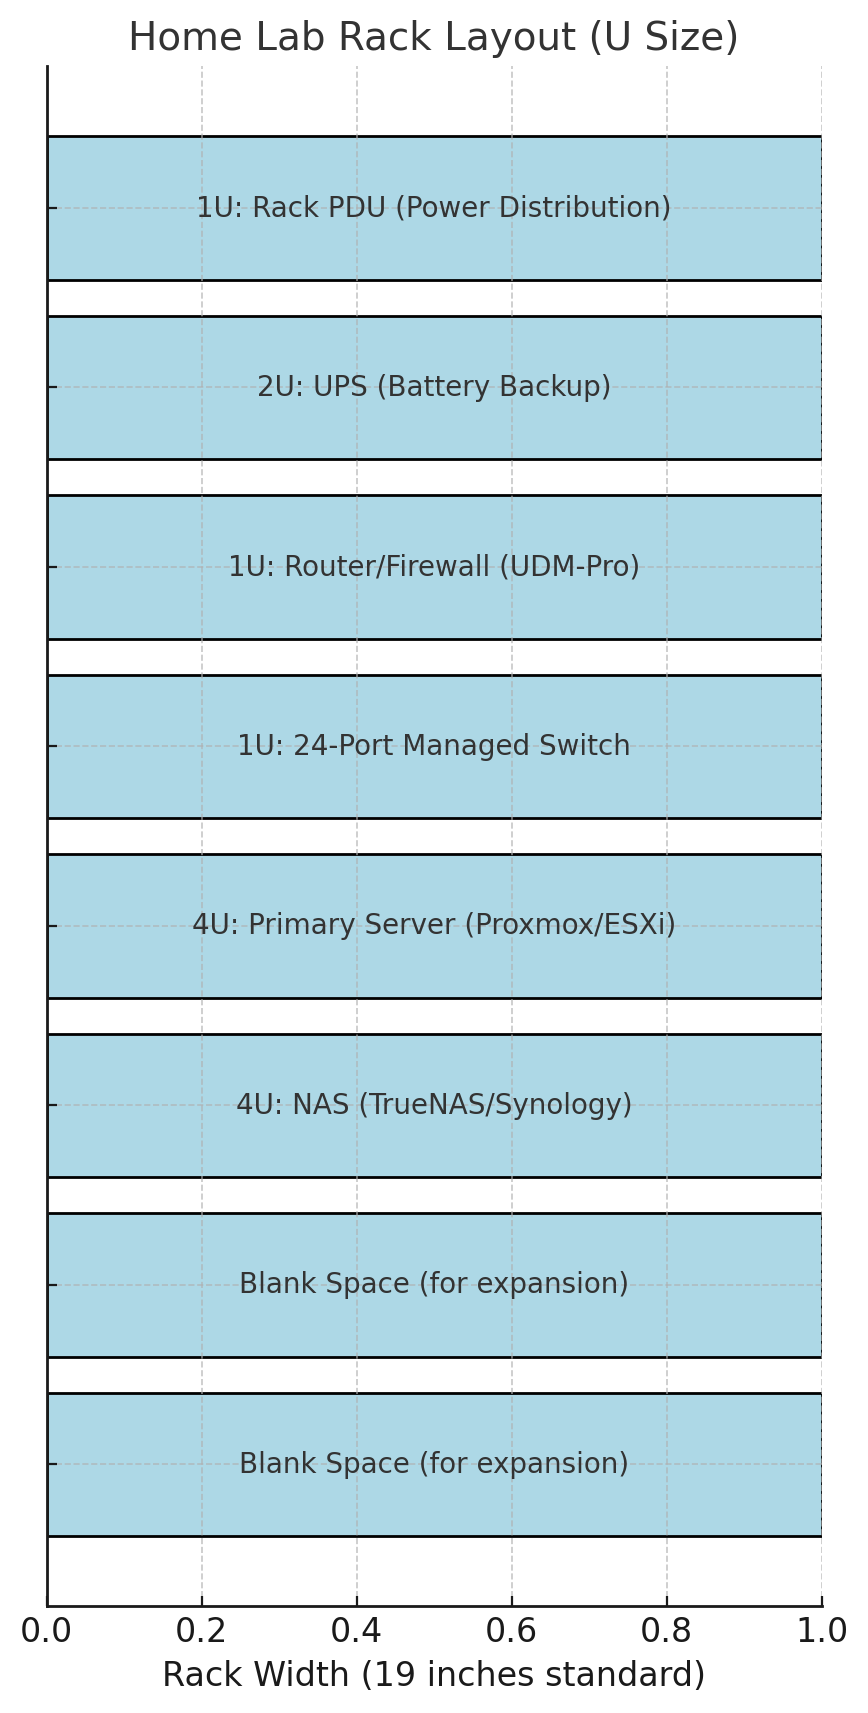 Home Lab Rack Layout (U Size)
1U: Rack PDU (Power Distribution)
2U: UPS (Battery Backup)
1U: Router/Firewall (UDM-Pro)
1U: 24-Port Managed Switch
4U: Primary Server (Proxmox/ESXi)
4U: NAS (TrueNAS/Synology)
Blank Space (for expansion)
Blank Space (for expansion)
0.0 0.2 0.4 0.6 0.8 1.0
Rack Width (19 inches standard)